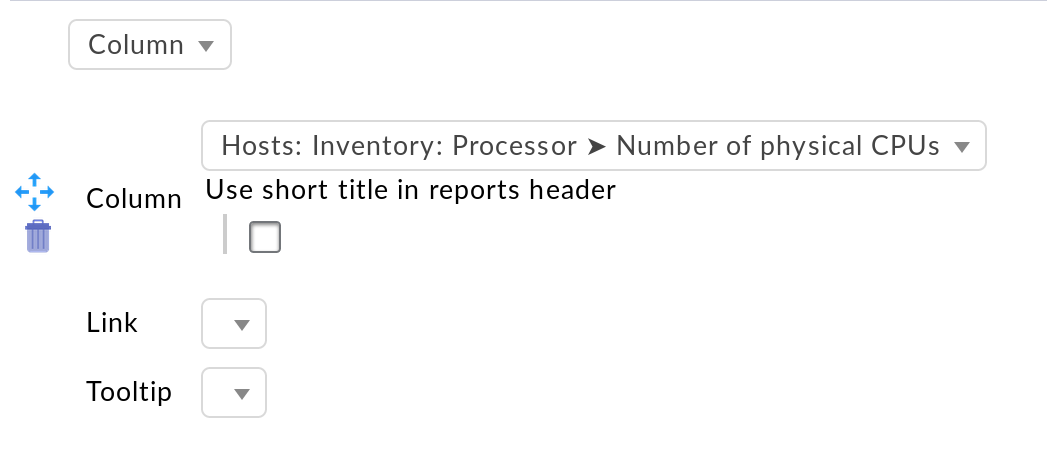 Column
Hosts: Inventory: Processor ➤ Number of physical CPUs
Column
Use short title in reports header
Link
Tooltip